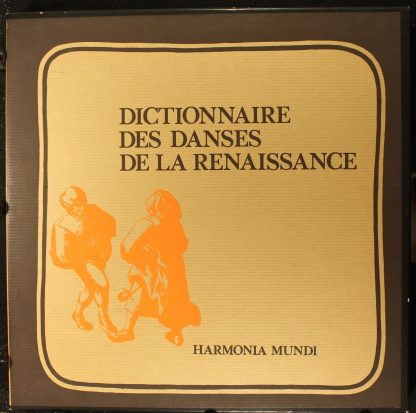 DICTIONNAIRE
DES DANSES
DE LA RENAISSANCE
HARMONIA MUNDI